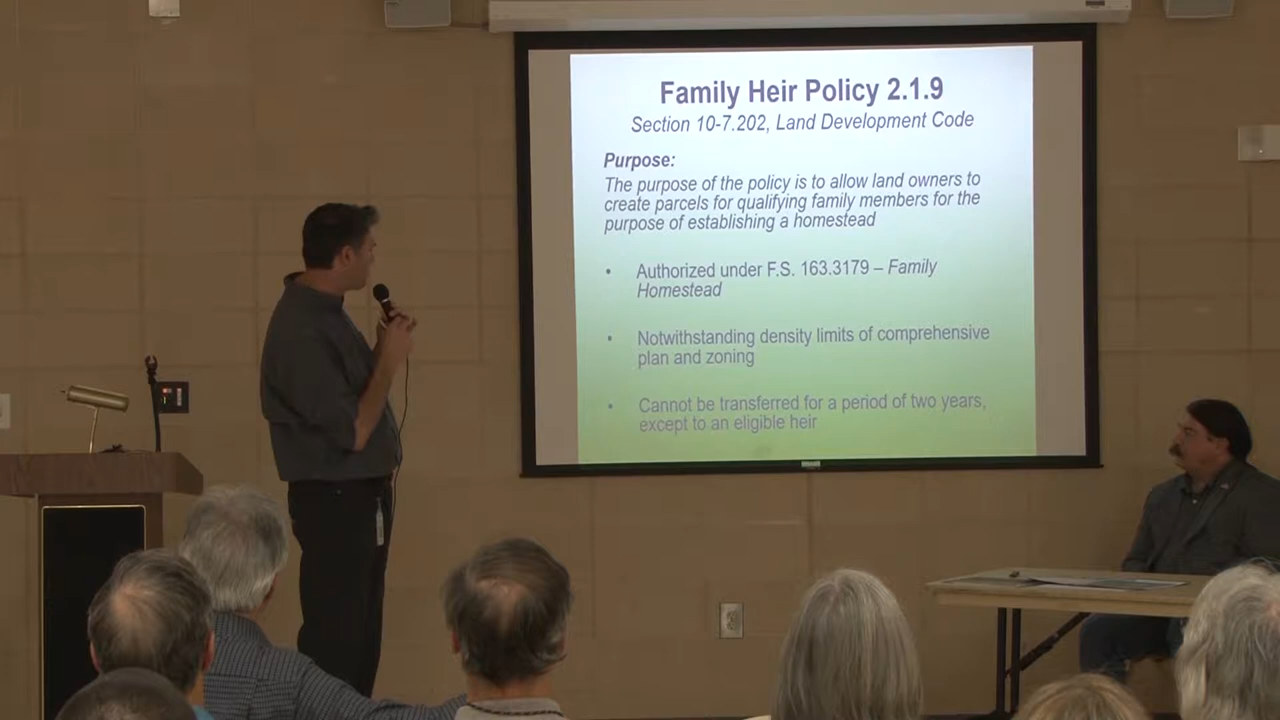 Family Heir Policy 2.1.9
Section 10-7.202, Land Development Code
Purpose:
The purpose of the policy is to allow land owners to
create parcels for qualifying family members for the
purpose of establishing a homestead
• Authorized under F.S. 163.3179 – Family
Homestead
• Notwithstanding density limits of comprehensive
plan and zoning
• Cannot be transferred for a period of two years,
except to an eligible heir